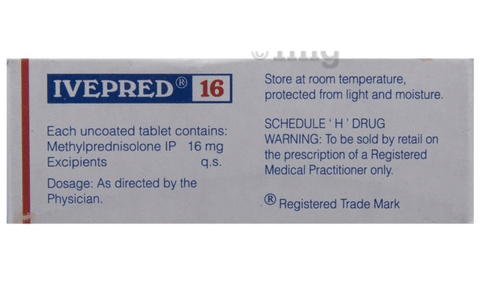 IVEPRED® 16
Each uncoated tablet contains:
Methylprednisolone IP 16 mg
Excipients q.s.
Dosage: As directed by the
Physician.
Store at room temperature,
protected from light and moisture.
SCHEDULE ' H ' DRUG
WARNING: To be sold by retail on
the prescription of a Registered
Medical Practitioner only.
® Registered Trade Mark